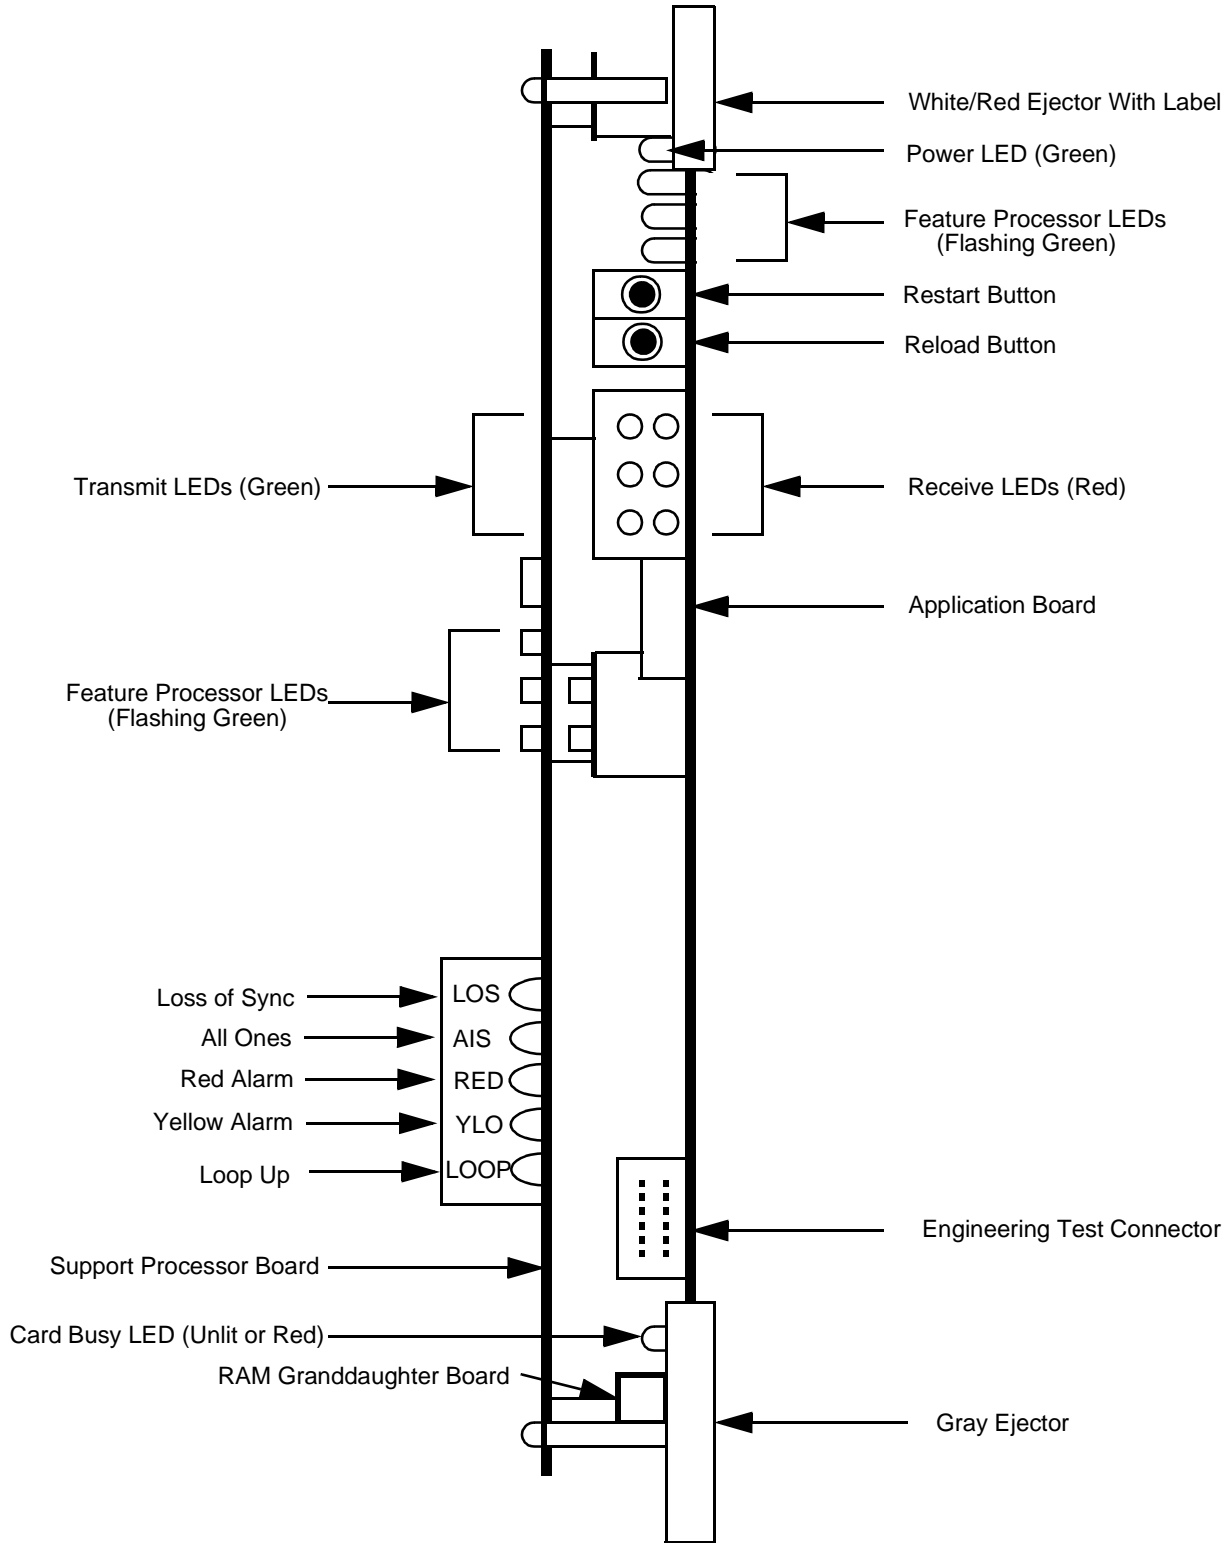 White/Red Ejector With Label
Power LED (Green)
Feature Processor LEDs
(Flashing Green)
Restart Button
Reload Button
Transmit LEDs (Green)
Receive LEDs (Red)
Application Board
Feature Processor LEDs
(Flashing Green)
Loss of Sync
LOS
All Ones
AIS
Red Alarm
RED
Yellow Alarm
YLO
Loop Up
LOOP
Engineering Test Connector
Support Processor Board
Card Busy LED (Unlit or Red)
RAM Granddaughter Board
Gray Ejector